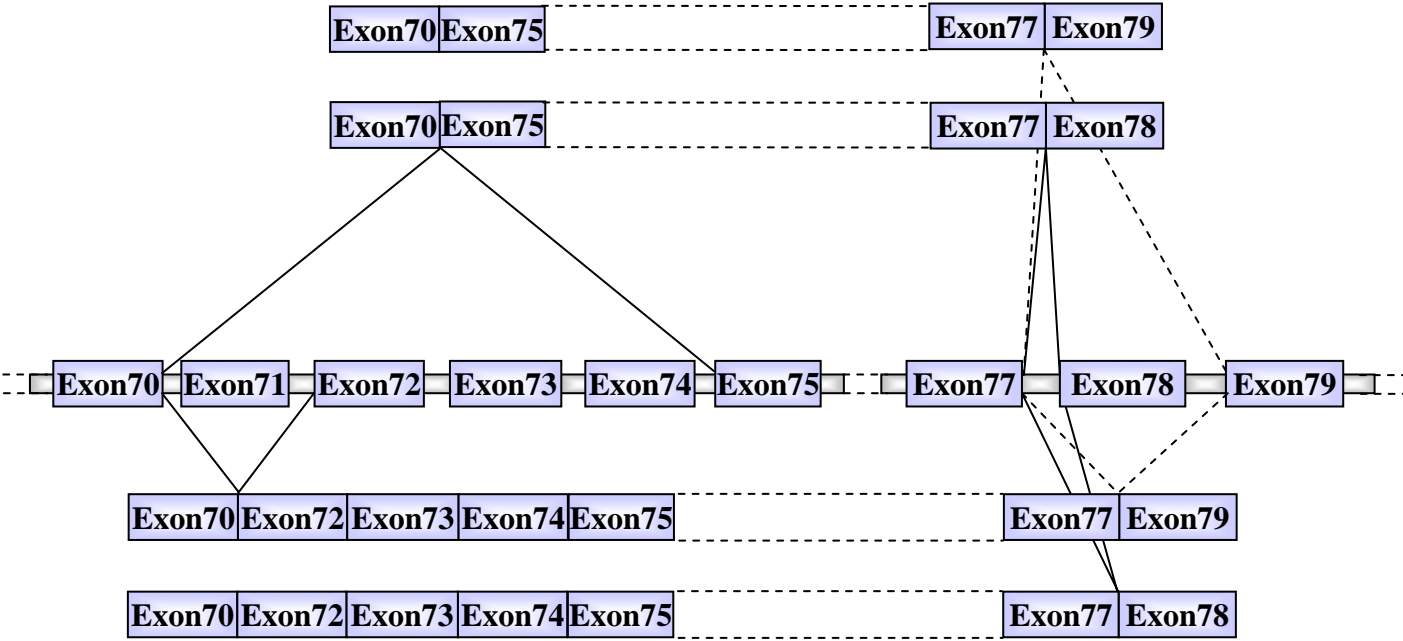 Exon70 Exon75 Exon77 Exon79
Exon70 Exon75 Exon77 Exon78
Exon70 Exon71 Exon72 Exon73 Exon74 Exon75 Exon77 Exon78 Exon79
Exon70 Exon72 Exon73 Exon74 Exon75 Exon77 Exon79
Exon70 Exon72 Exon73 Exon74 Exon75 Exon77 Exon78